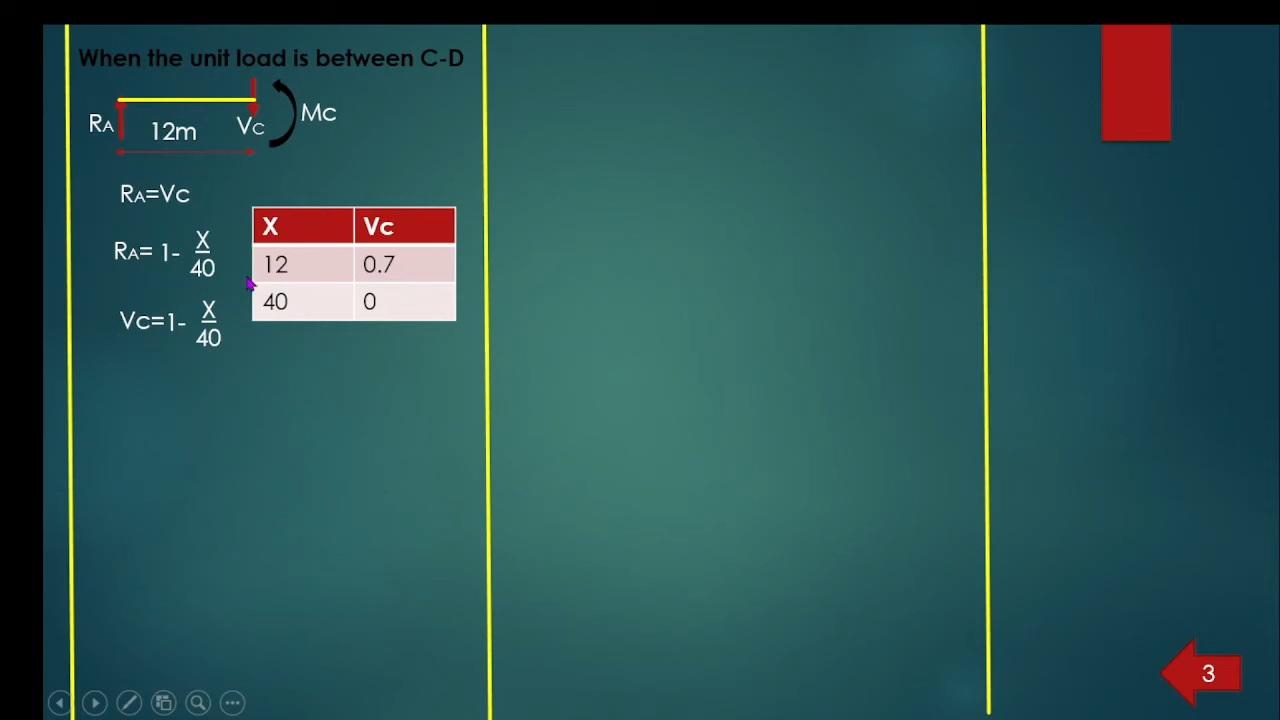 When the unit load is between C-D
RA
12m
VC
Mc
RA=Vc
RA= 1- X/40
Vc=1- X/40
X Vc
12 0.7
40 0
3